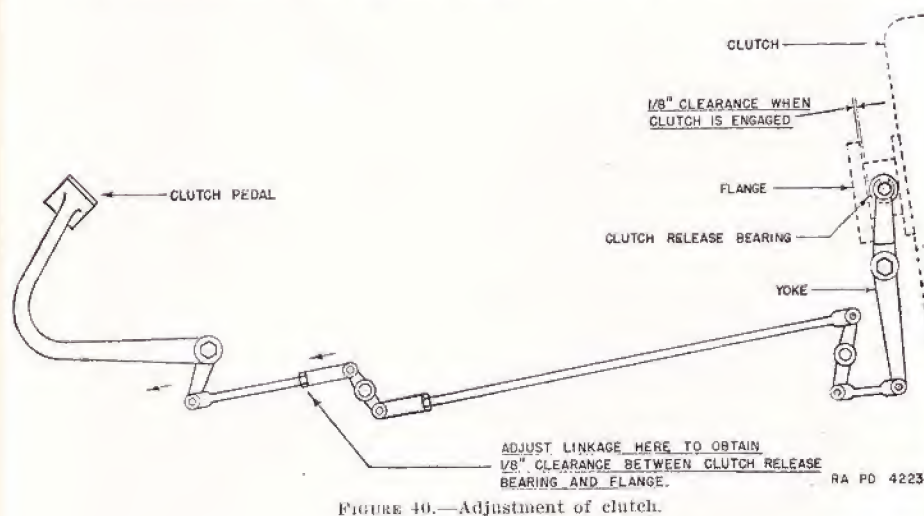 CLUTCH
1/8" CLEARANCE WHEN
CLUTCH IS ENGAGED
CLUTCH PEDAL
FLANGE
CLUTCH RELEASE BEARING
YOKE
ADJUST LINKAGE HERE TO OBTAIN
1/8" CLEARANCE BETWEEN CLUTCH RELEASE
BEARING AND FLANGE.
RA PD 4223
FIGURE 40.—Adjustment of clutch.